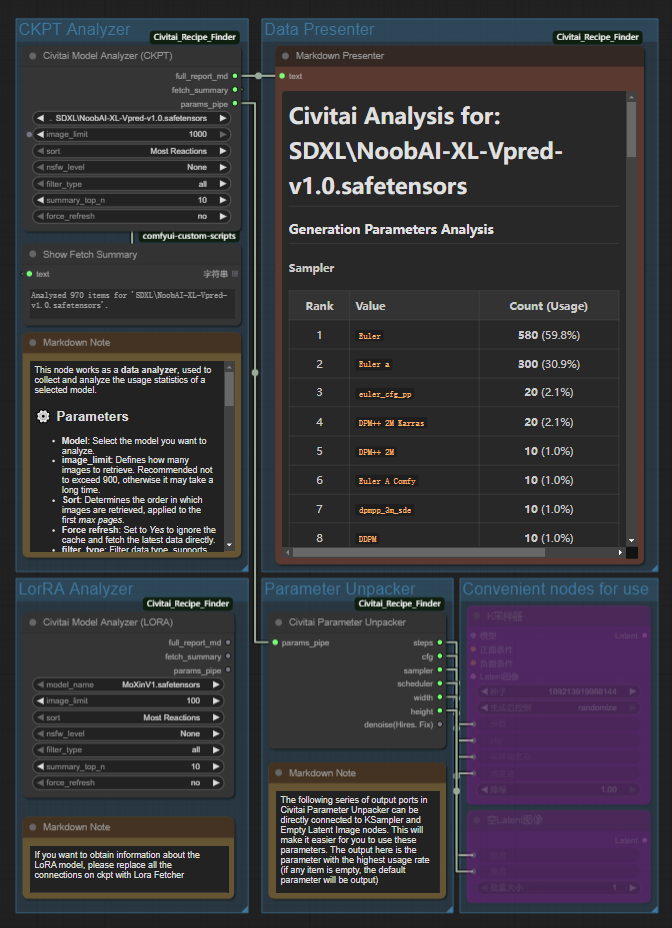 CKPT Analyzer
Civitai_Recipe_Finder
Civitai Model Analyzer (CKPT)
full_report_md
fetch_summary
params_pipe
SDXL\NoobAI-XL-Vpred-v1.0.safetensors
image_limit 1000
sort Most Reactions
nsfw_level None
filter_type all
summary_top_n 10
force_refresh no
comfyui-custom-scripts
Show Fetch Summary
text 字符串
Analyzed 970 items for 'SDXL\NoobAI-XL-Vpred-
v1.0.safetensors'.
Markdown Note
This node works as a data analyzer, used to
collect and analyze the usage statistics of a
selected model.
Parameters
• Model: Select the model you want to
analyze.
• image_limit: Defines how many
images to retrieve. Recommended not
to exceed 900, otherwise it may take a
long time.
• Sort: Determines the order in which
images are retrieved, applied to the
first max pages.
• Force refresh: Set to Yes to ignore the
cache and fetch the latest data directly.
• filter_type: Filter data type, supports
Data Presenter
Civitai_Recipe_Finder
Markdown Presenter
text
Civitai Analysis for:
SDXL\NoobAI-XL-Vpred-
v1.0.safetensors
Generation Parameters Analysis
Sampler
Rank Value Count (Usage)
1 Euler 580 (59.8%)
2 Euler a 300 (30.9%)
3 euler_cfg_pp 20 (2.1%)
4 DPM++ 2M Karras 20 (2.1%)
5 DPM++ 2M 10 (1.0%)
6 Euler A Comfy 10 (1.0%)
7 dpmpp_3m_sde 10 (1.0%)
8 DDPM 10 (1.0%)
LorRA Analyzer
Civitai_Recipe_Finder
Civitai Model Analyzer (LORA)
full_report_md
fetch_summary
params_pipe
model_name MoXinV1.safetensors
image_limit 100
sort Most Reactions
nsfw_level None
filter_type all
summary_top_n 10
force_refresh no
Markdown Note
If you want to obtain information about the
LoRA model, please replace all the
connections on ckpt with Lora Fetcher
Parameter Unpacker
Civitai_Recipe_Finder
Civitai Parameter Unpacker
params_pipe steps
cfg
sampler
scheduler
width
height
denoise(Hires. Fix)
Markdown Note
The following series of output ports in
Civitai Parameter Unpacker can be
directly connected to KSampler and
Empty Latent Image nodes. This will
make it easier for you to use these
parameters. The output here is the
parameter with the highest usage rate
(if any item is empty, the default
parameter will be output)
Convenient nodes for use
K采样器
模型 Latent
正面条件
负面条件
Latent图像
randomize
1.00
空Latent图像
Latent
批量大小 1